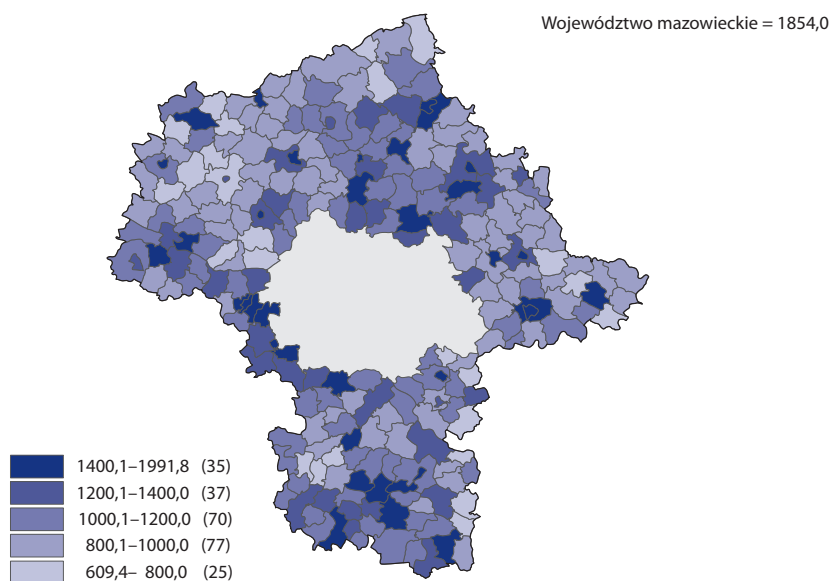 Województwo mazowieckie = 1854,0
1400,1–1991,8 (35)
1200,1–1400,0 (37)
1000,1–1200,0 (70)
800,1–1000,0 (77)
609,4– 800,0 (25)